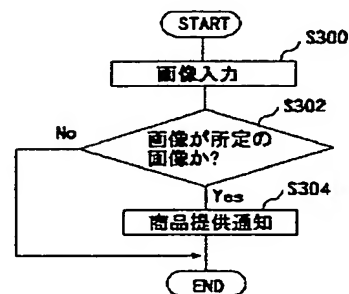 START
S300
画像入力
S302
No
画像が所定の
画像か?
Yes
S304
商品提供通知
END